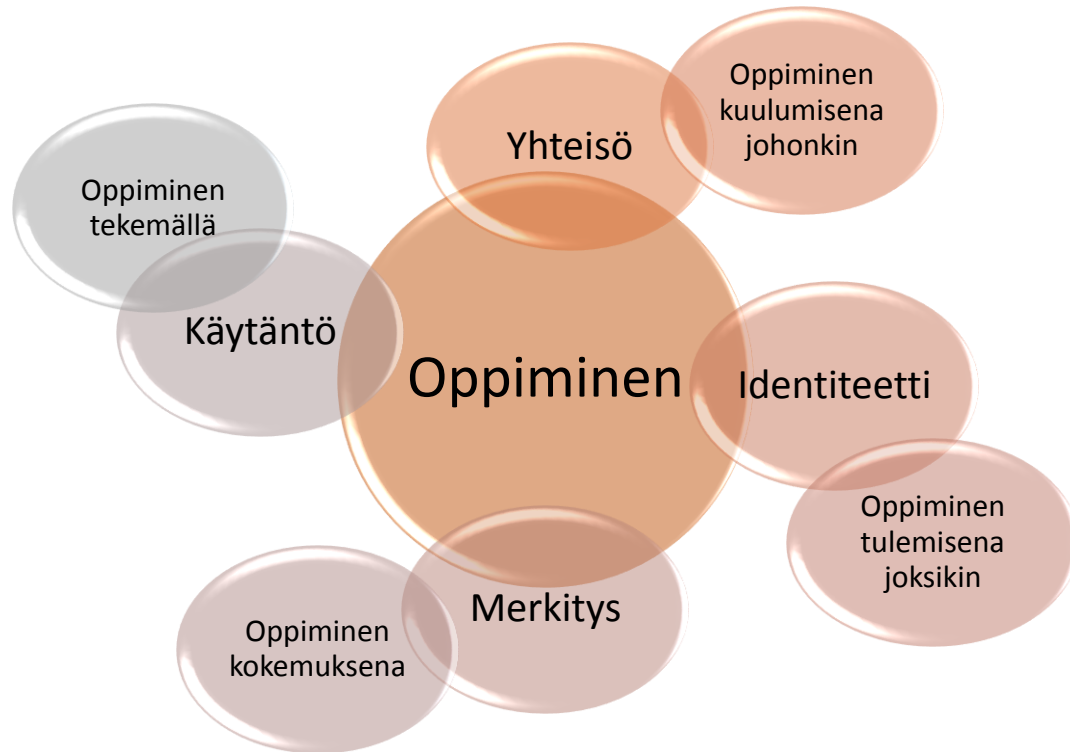 Oppiminen
Yhteisö
Oppiminen
kuulumisena
johonkin
Identiteetti
Oppiminen
tulemisena
joksikin
Merkitys
Oppiminen
kokemuksena
Käytäntö
Oppiminen
tekemällä